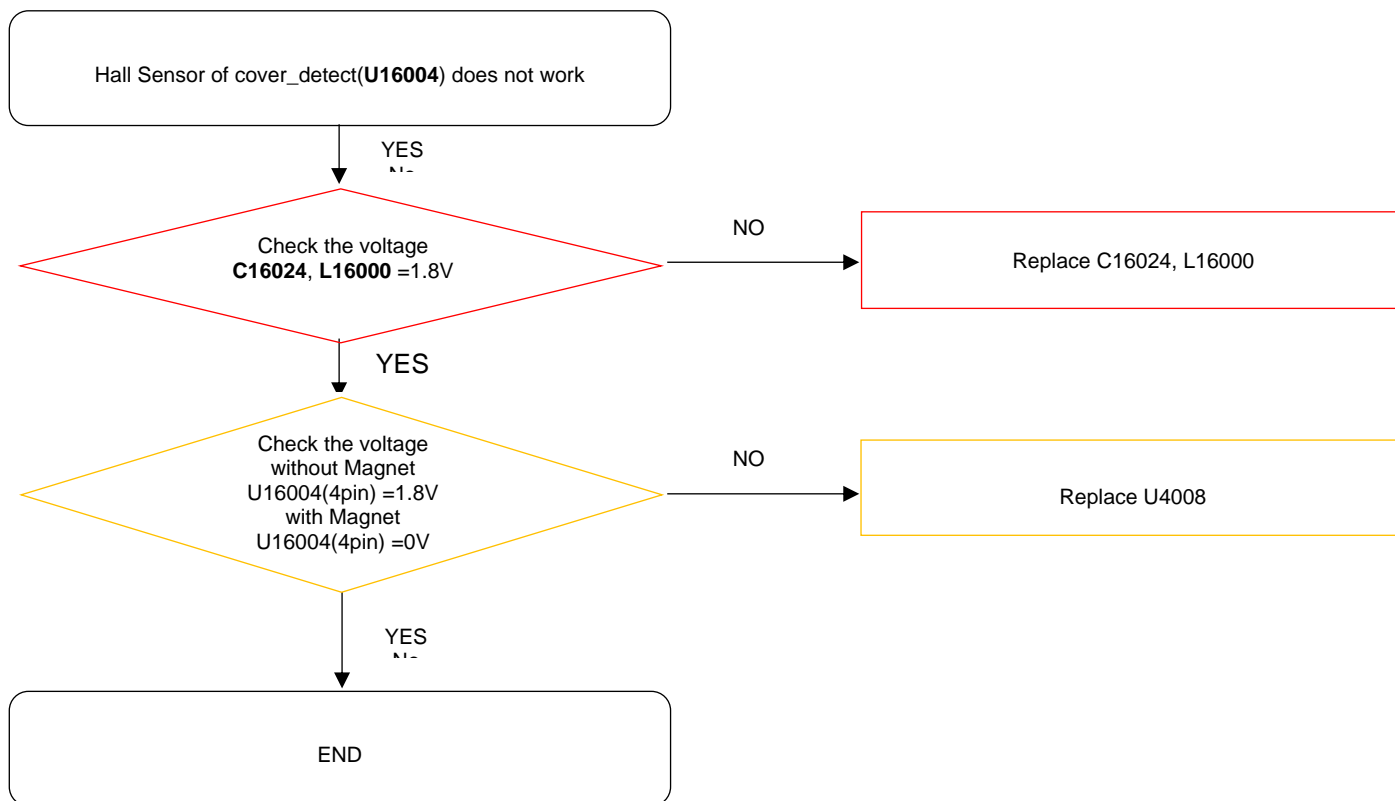 Hall Sensor of cover_detect(U16004) does not work
YES
Check the voltage
C16024, L16000 =1.8V
NO
Replace C16024, L16000
YES
Check the voltage
without Magnet
U16004(4pin) =1.8V
with Magnet
U16004(4pin) =0V
NO
Replace U4008
YES
END